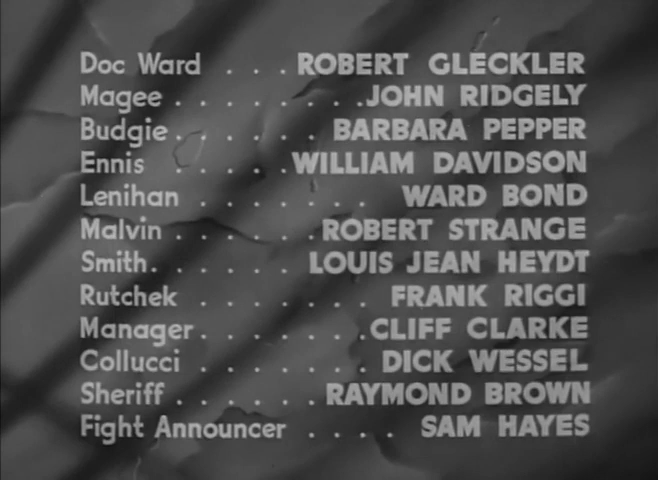 Doc Ward . . . ROBERT GLECKLER
Magee . . . . . . . . . JOHN RIDGELY
Budgie . . . . . . BARBARA PEPPER
Ennis . . . . . WILLIAM DAVIDSON
Lenihan . . . . . . . WARD BOND
Malvin . . . . . . ROBERT STRANGE
Smith . . . . . . LOUIS JEAN HEYDT
Rutchek . . . . . . . FRANK RIGGI
Manager . . . . . . . CLIFF CLARKE
Collucci . . . . . . . DICK WESSEL
Sheriff . . . . . . RAYMOND BROWN
Fight Announcer . . . . SAM HAYES